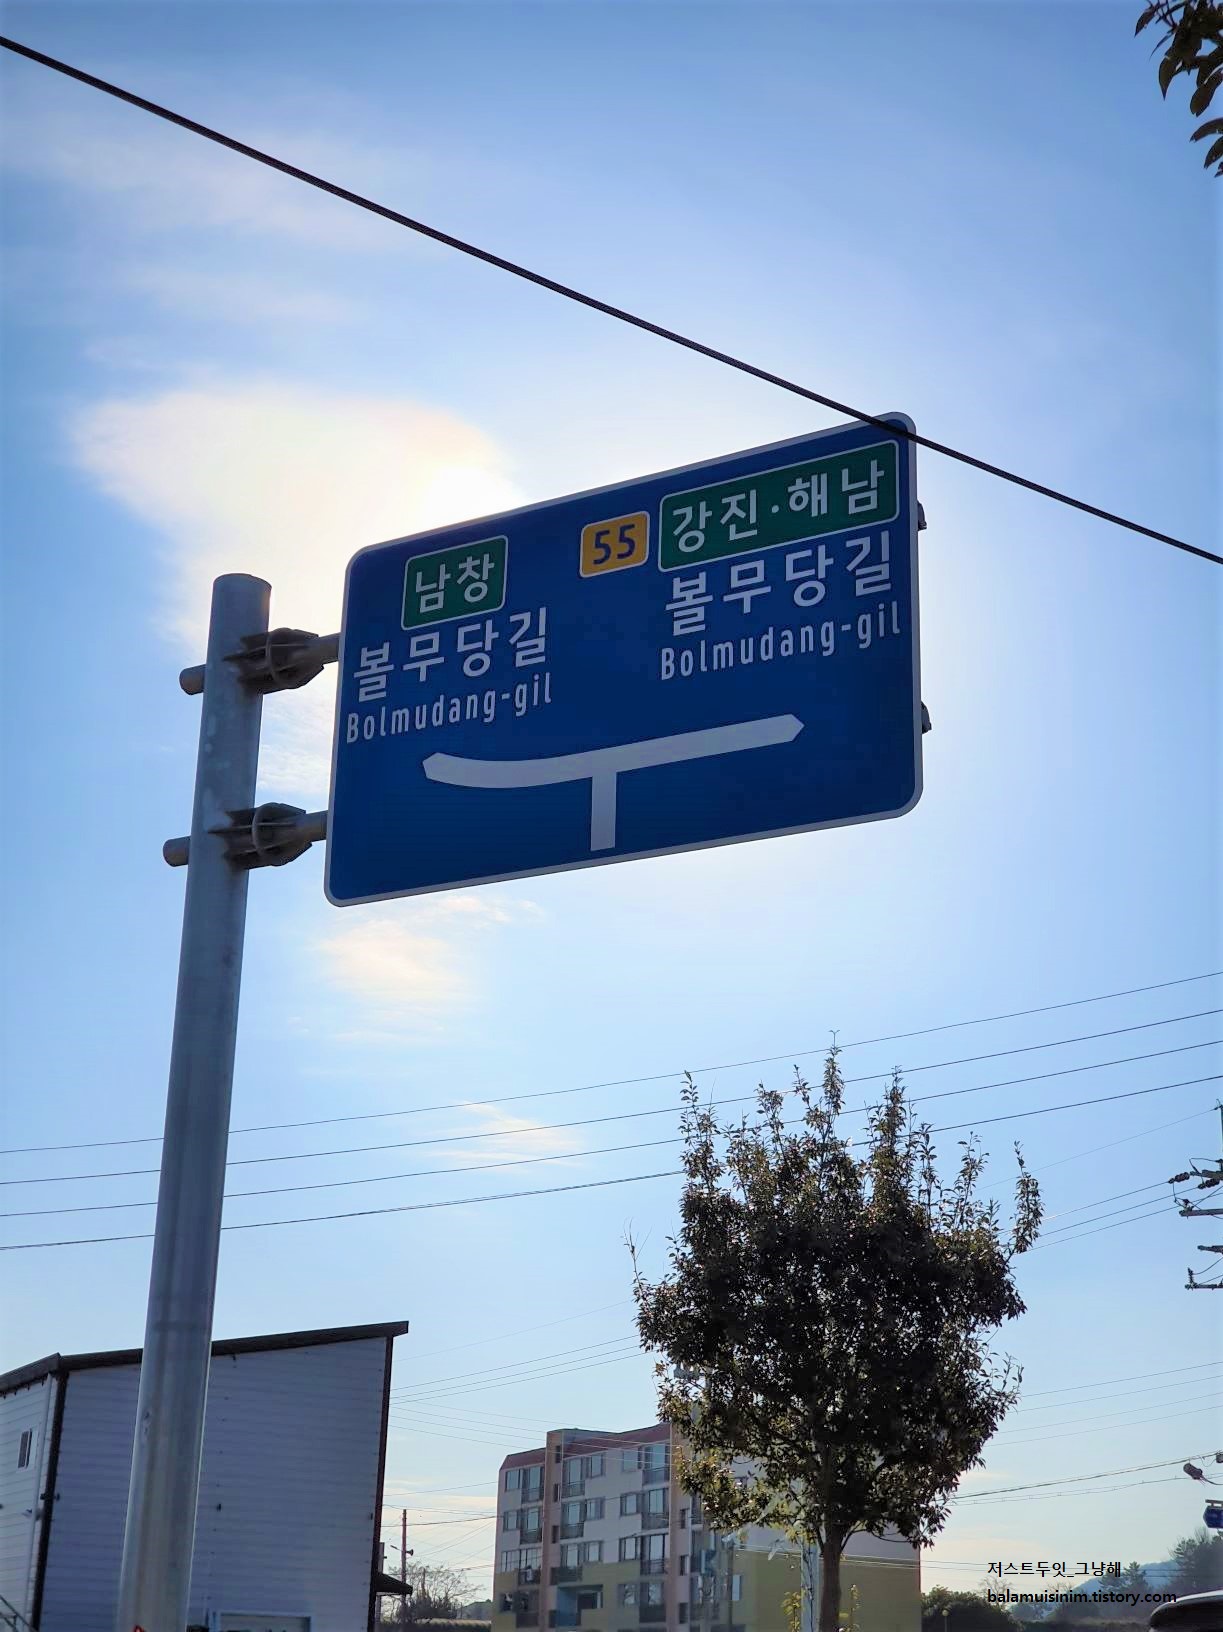 남창
볼무당길
Bolmudang-gil
55 강진·해남
볼무당길
Bolmudang-gil
저스트두잇_그냥해
balamuisinim.tistory.com